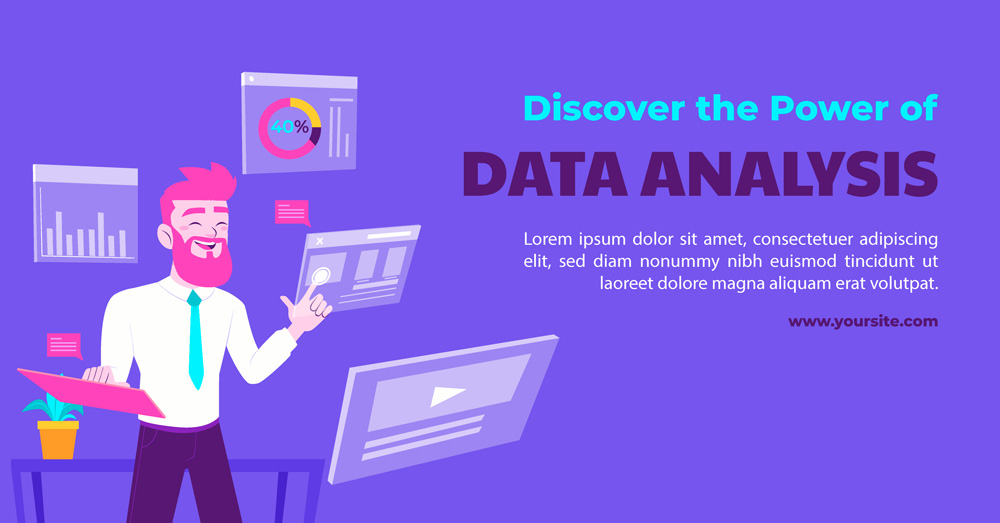 40%
X
Discover the Power of
DATA ANALYSIS
Lorem ipsum dolor sit amet, consectetuer adipiscing
elit, sed diam nonummy nibh euismod tincidunt ut
laoreet dolore magna aliquam erat volutpat.
www.yoursite.com